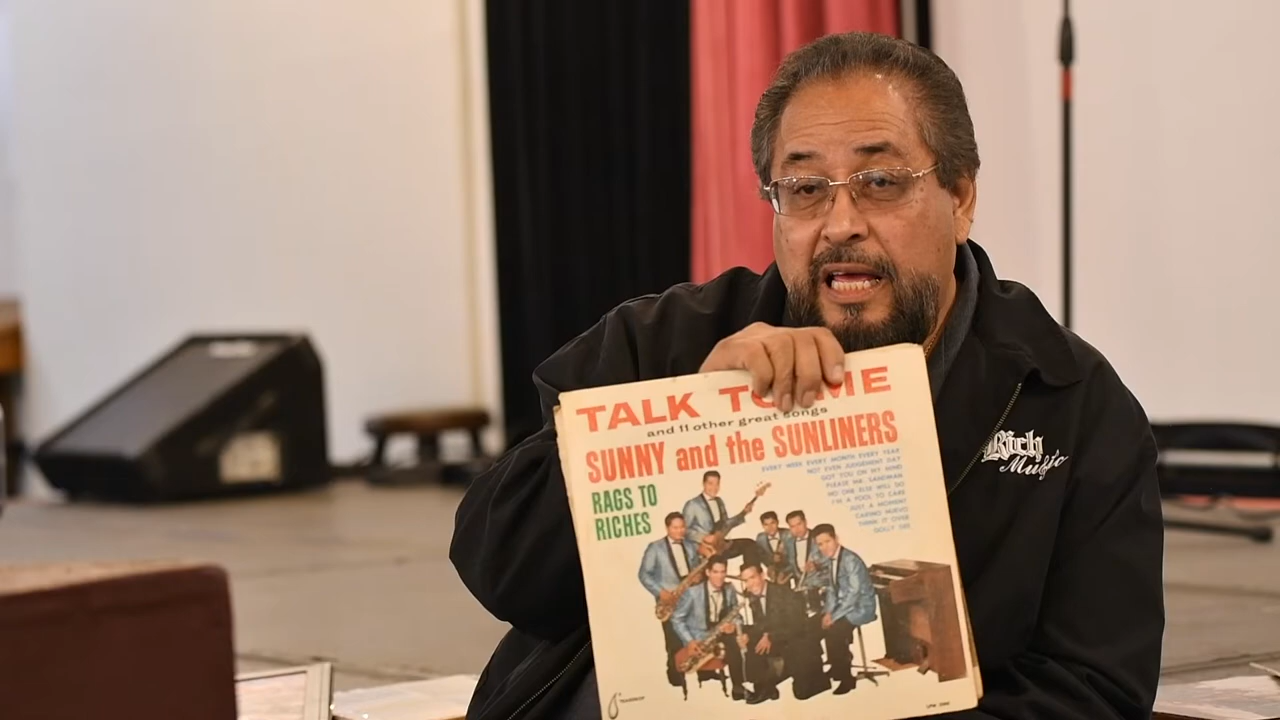 TALK TO ME
and 11 other great songs
SUNNY and the SUNLINERS
RAGS TO
RICHES
EVERY WEEK EVERY MONTH EVERY YEAR
NOT EVEN JUDGEMENT DAY
GOT YOU ON MY MIND
PLEASE MR. SANDMAN
NO ONE ELSE WILL DO
I'M A FOOL TO CARE
JUST A MOMENT
CARINO NUEVO
THINK IT OVER
Rich
Music